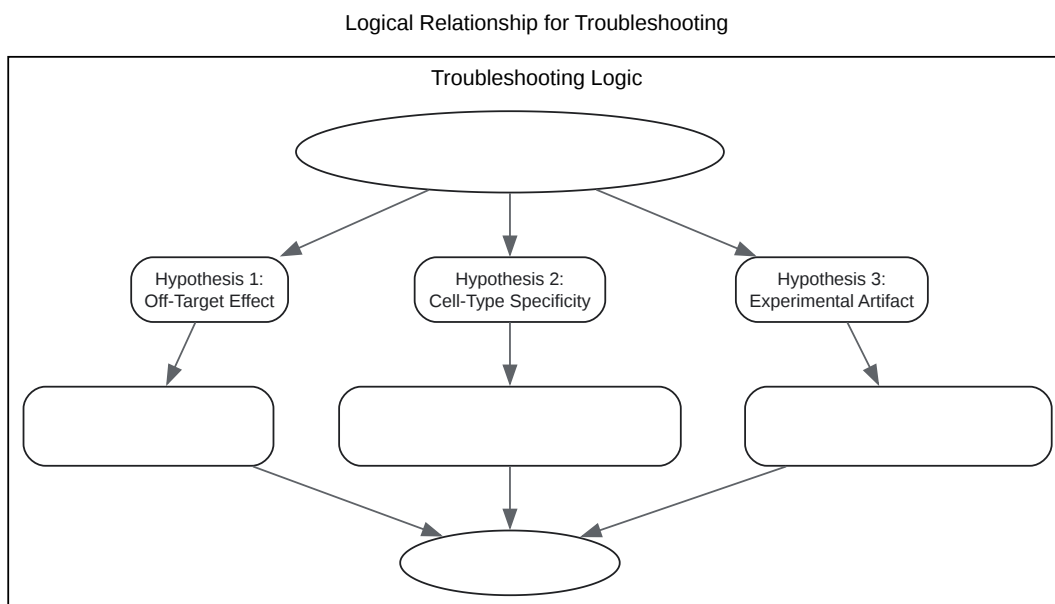 Logical Relationship for Troubleshooting
Troubleshooting Logic
Hypothesis 1:
Off-Target Effect
Hypothesis 2:
Cell-Type Specificity
Hypothesis 3:
Experimental Artifact